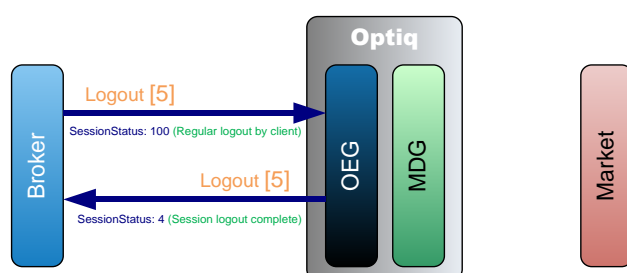 Optiq
Logout [5]
SessionStatus: 100 (Regular logout by client)
Broker
OEG
MDG
Market
Logout [5]
SessionStatus: 4 (Session logout complete)